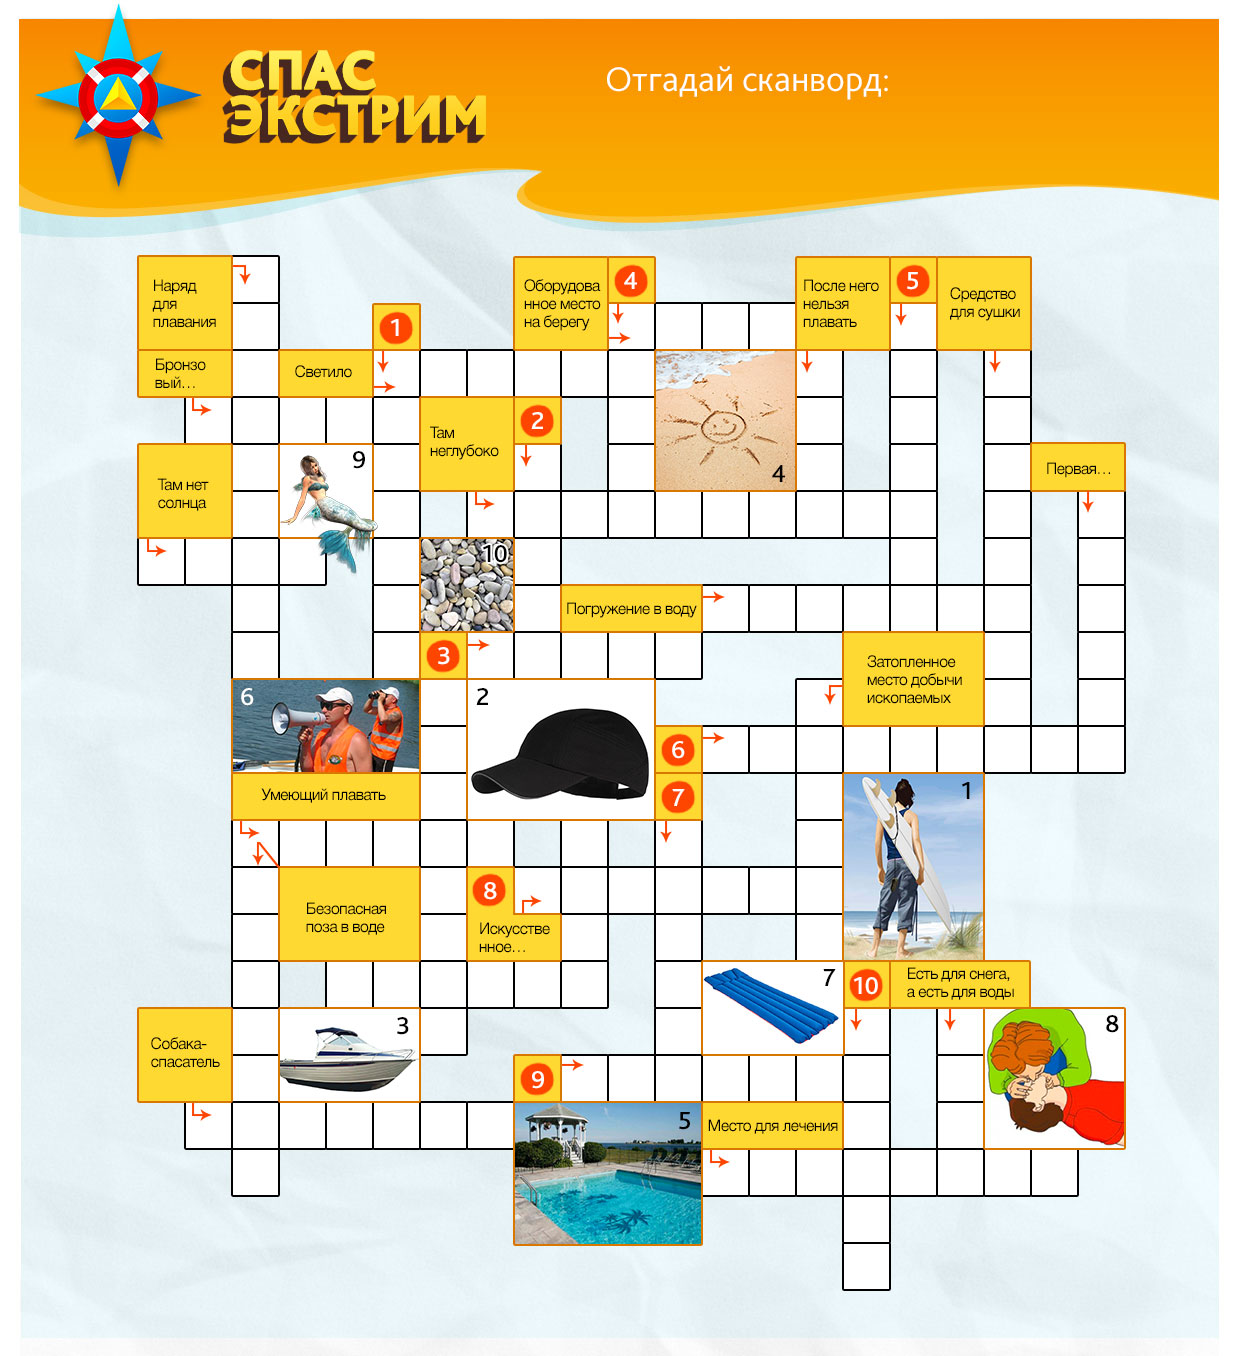 СПАС
ЭКСТРИМ
Отгадай сканворд:
Наряд
для
плавания
Оборудова
нное место
на берегу
4
После него
нельзя
плавать
5
Средство
для сушки
1
Бронзо
вый...
Светило
Там
неглубоко
2
Там нет
солнца
9
4
Первая...
10
Погружение в воду
3
Затопленное
место добычи
ископаемых
6
2
6
Умеющий плавать
7
1
Безопасная
поза в воде
8
Искусстве
нное...
7
10
Есть для снега,
а есть для воды
Собака-
спасатель
3
8
9
5
Место для лечения